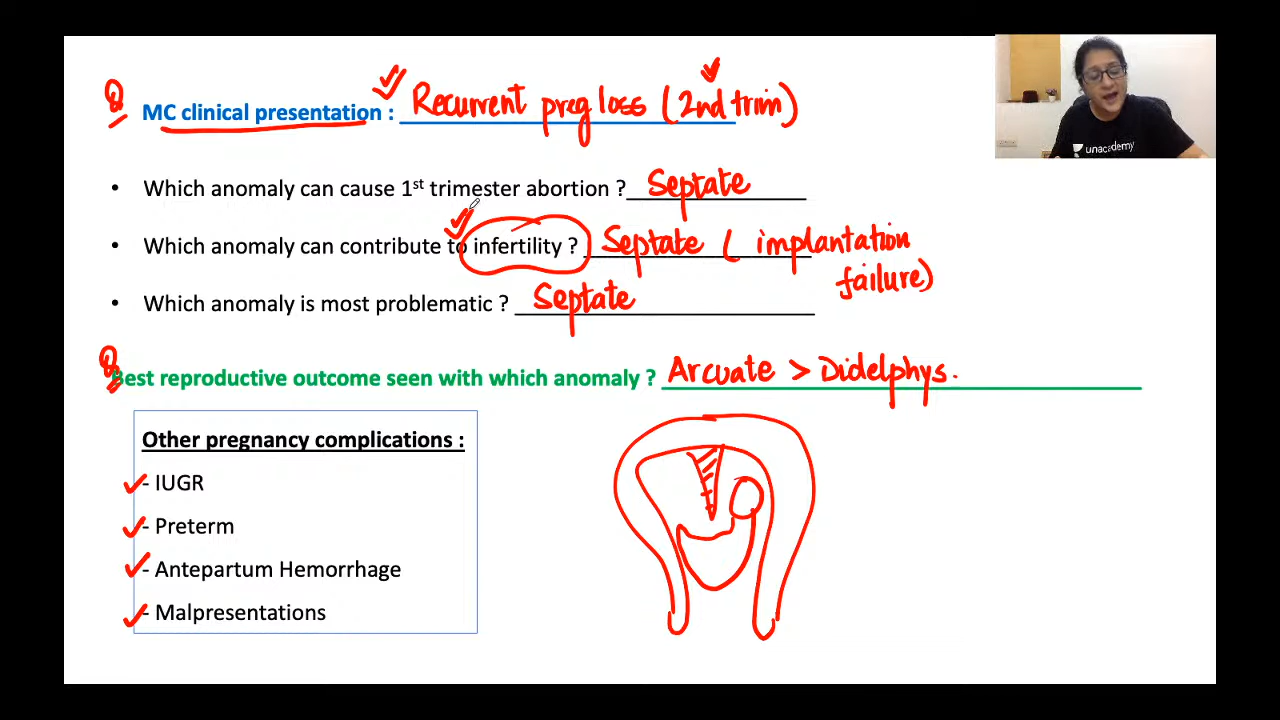 Q MC clinical presentation : Recurrent preg loss (2nd trim)
unacademy
• Which anomaly can cause 1st trimester abortion ? Septate
• Which anomaly can contribute to infertility ? Septate ( implantation failure)
• Which anomaly is most problematic ? Septate
Q Best reproductive outcome seen with which anomaly ? Arcuate > Didelphys.
Other pregnancy complications :
- IUGR
- Preterm
- Antepartum Hemorrhage
- Malpresentations